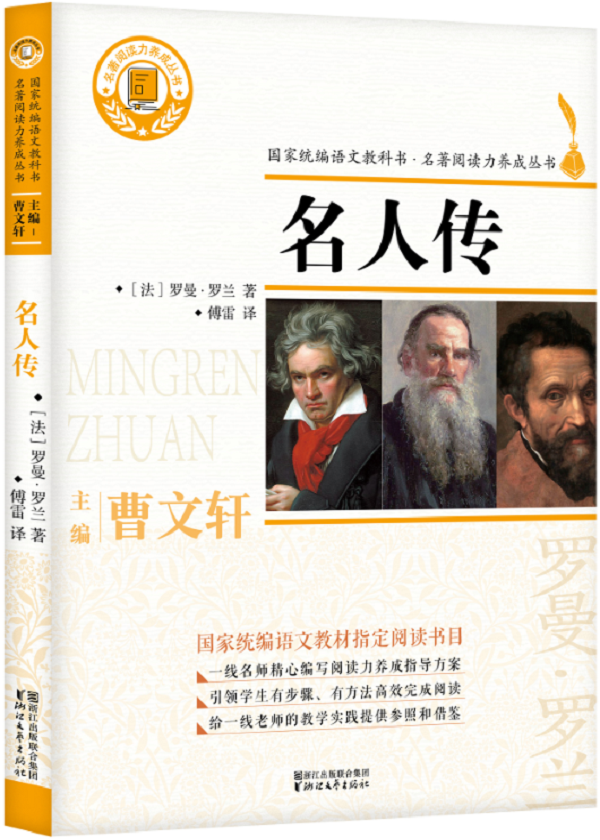 名著阅读力养成丛书
国家统编语文教科书·名著阅读力养成丛书
名人传
[法] 罗曼·罗兰 著
傅雷 译
MINGREN
ZHUAN
主编
曹文轩
罗曼·罗兰
国家统编语文教材指定阅读书目
一线名师精心编写阅读力养成指导方案
引领学生有步骤、有方法高效完成阅读
给一线老师的教学实践提供参照和借鉴
浙江出版联合集团
浙江文艺出版社
名著阅读力养成丛书
国家统编语文教科书
名著阅读力养成丛书
主编
曹文轩
名人传
[法] 罗曼·罗兰 著
傅雷 译
浙江出版联合集团
浙江文艺出版社